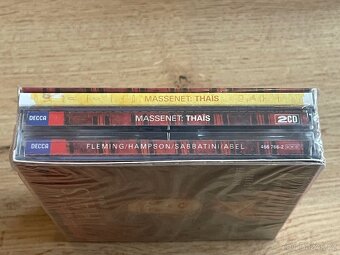 MASSENET: THAÏS
DECCA MASSENET: THAÏS 2CD
DECCA FLEMING/HAMPSON/SABBATINI/ABEL